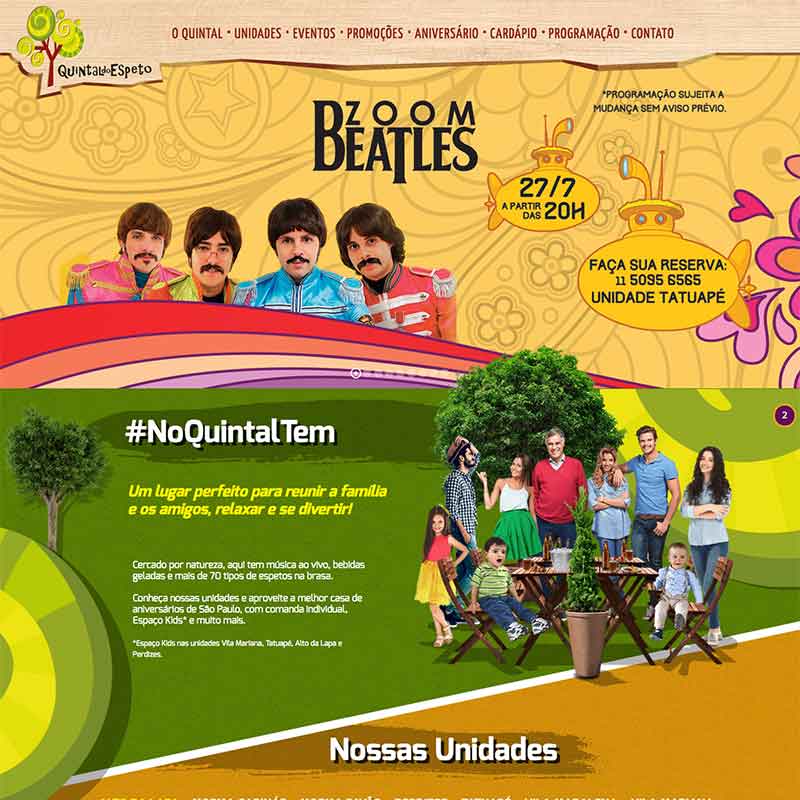 QUINTAL DO ESPETO
O QUINTAL • UNIDADES • EVENTOS • PROMOÇÕES • ANIVERSÁRIO • CARDÁPIO • PROGRAMAÇÃO • CONTATO
*PROGRAMAÇÃO SUJEITA A
MUDANÇA SEM AVISO PRÉVIO.
ZOOM
BEATLES
27/7
A PARTIR
DAS 20H
FAÇA SUA RESERVA:
11 5095 6565
UNIDADE TATUAPÉ
2
#NoQuintalTem
Um lugar perfeito para reunir a família
e os amigos, relaxar e se divertir!
Cercado por natureza, aqui tem música ao vivo, bebidas
geladas e mais de 70 tipos de espetos na brasa.
Conheça nossas unidades e aproveite a melhor casa de
aniversários de São Paulo, com comanda individual,
Espaço Kids* e muito mais.
*Espaço Kids nas unidades Vila Mariana, Tatuapé, Alto da Lapa e
Perdizes.
Nossas Unidades